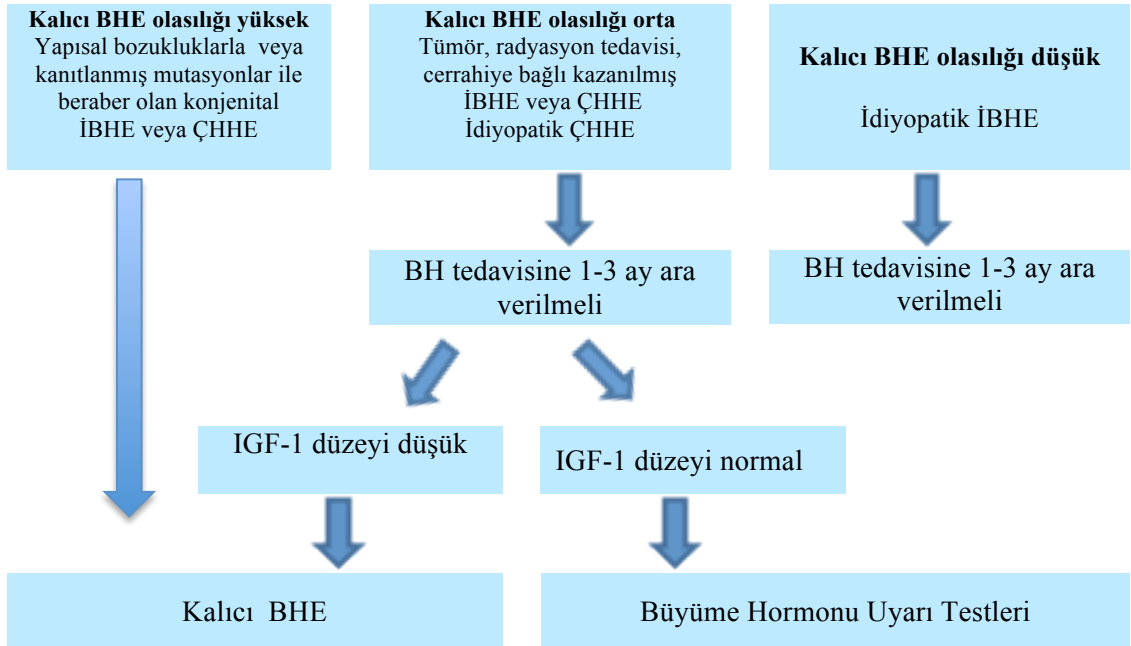 Kalıcı BHE olasılığı yüksek
Yapısal bozukluklarla veya
kanıtlanmış mutasyonlar ile
beraber olan konjenital
İBHE veya ÇHHE
Kalıcı BHE olasılığı orta
Tümör, radyasyon tedavisi,
cerrahiye bağlı kazanılmış
İBHE veya ÇHHE
İdiyopatik ÇHHE
Kalıcı BHE olasılığı düşük
İdiyopatik İBHE
BH tedavisine 1-3 ay ara
verilmeli
BH tedavisine 1-3 ay ara
verilmeli
IGF-1 düzeyi düşük
IGF-1 düzeyi normal
Kalıcı BHE
Büyüme Hormonu Uyarı Testleri